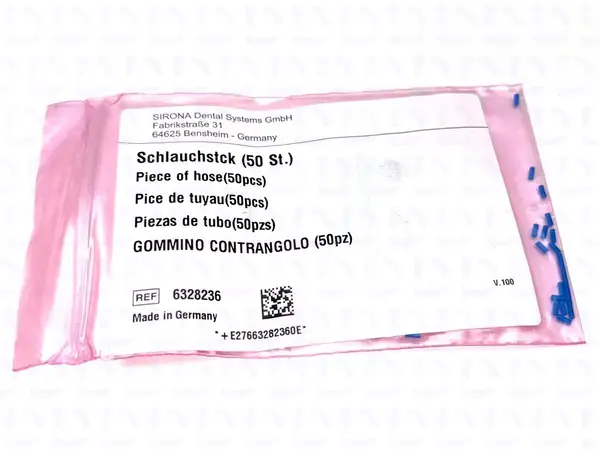 SIRONA Dental Systems GmbH
Fabrikstraße 31
64625 Bensheim - Germany
Schlauchstck (50 St.)
Piece of hose(50pcs)
Pice de tuyau(50pcs)
Piezas de tubo(50pzs)
GOMMINO CONTRANGOLO (50pz)
REF 6328236
V.100
Made in Germany
*+E27663282360E*